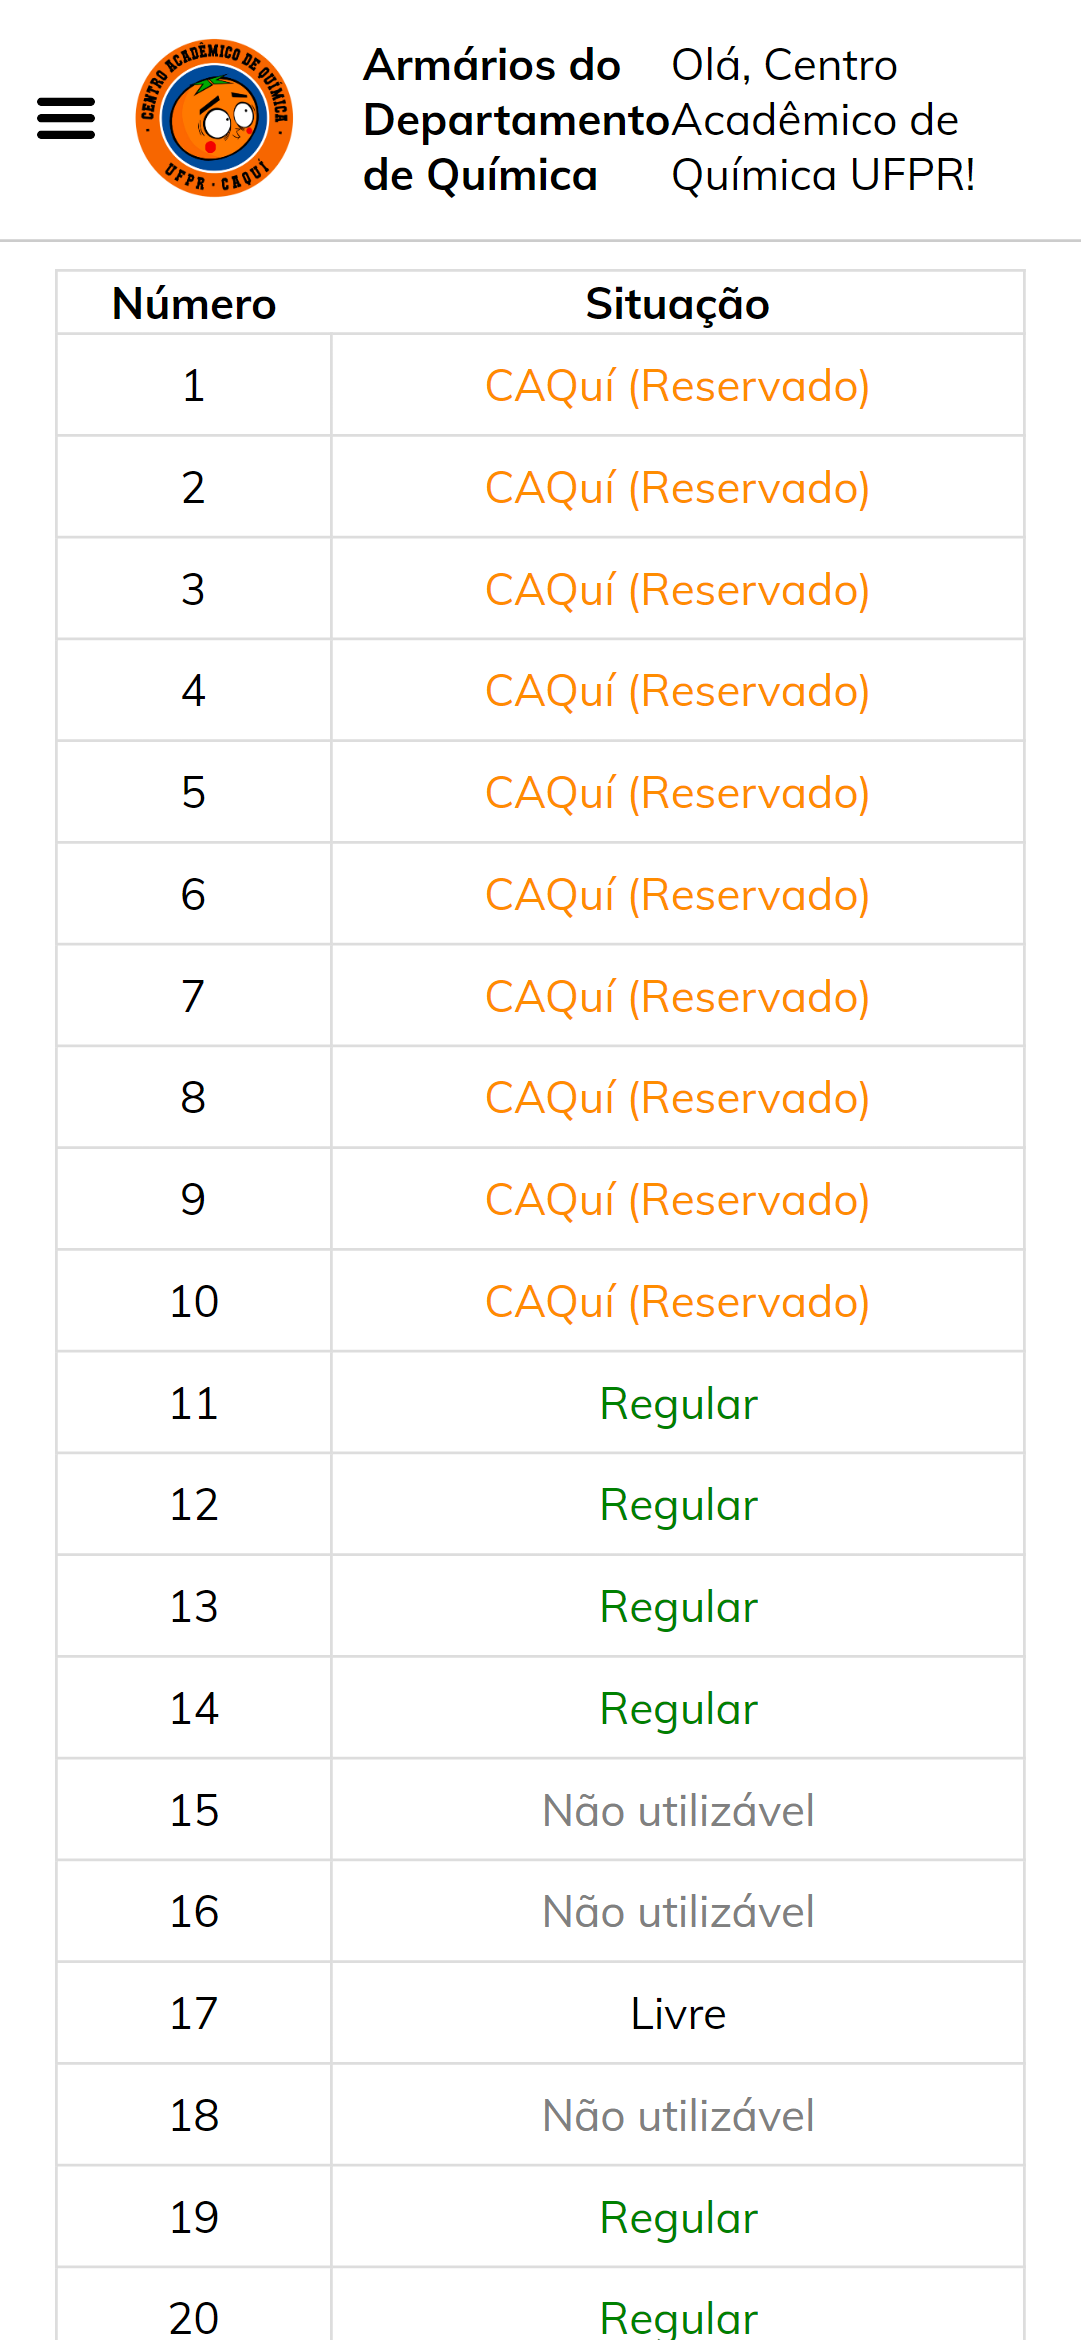 CENTRO ACADÊMICO DE QUÍMICA
UFPR · CAQUÍ
Armários do
Departamento
de Química
Olá, Centro
Acadêmico de
Química UFPR!
Número Situação
1 CAQuí (Reservado)
2 CAQuí (Reservado)
3 CAQuí (Reservado)
4 CAQuí (Reservado)
5 CAQuí (Reservado)
6 CAQuí (Reservado)
7 CAQuí (Reservado)
8 CAQuí (Reservado)
9 CAQuí (Reservado)
10 CAQuí (Reservado)
11 Regular
12 Regular
13 Regular
14 Regular
15 Não utilizável
16 Não utilizável
17 Livre
18 Não utilizável
19 Regular
20 Regular